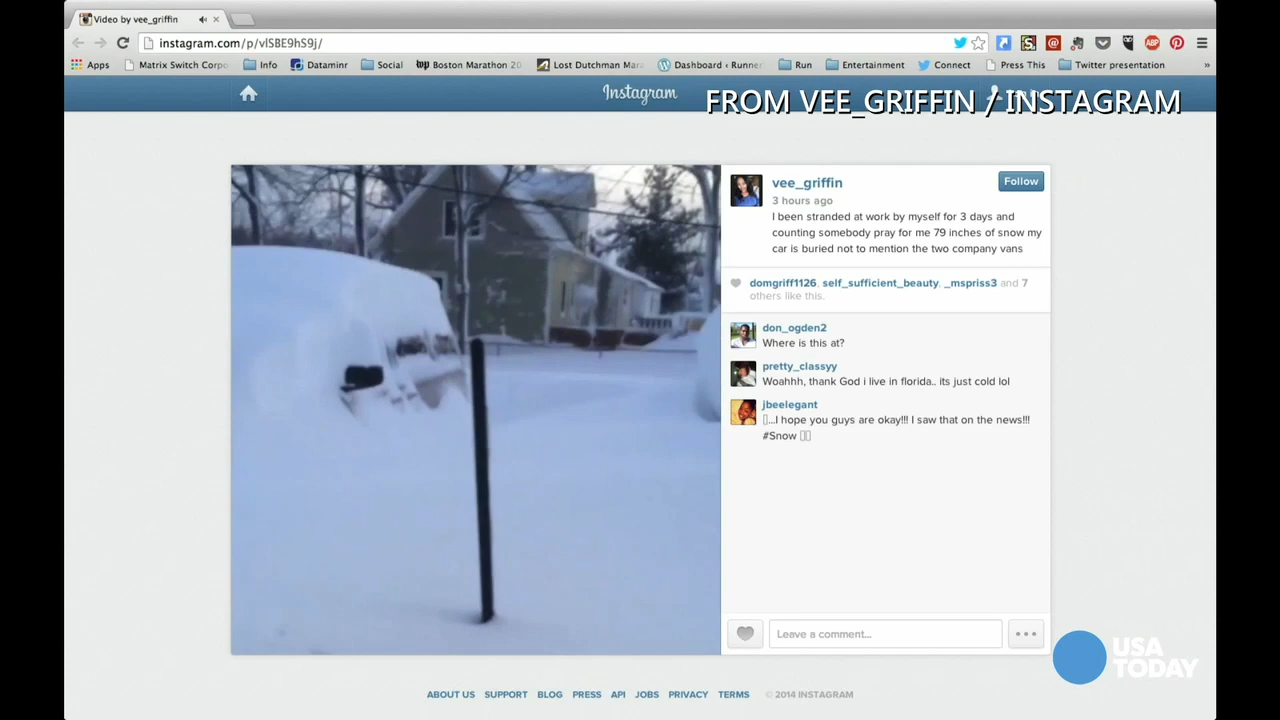 Video by vee_griffin
instagram.com/p/vlSBE9hS9j/
Apps Matrix Switch Corpo Info Dataminr Social Boston Marathon 20 Lost Dutchman Mar Dashboard ‹ Runner Run Entertainment Connect Press This Twitter presentation »
Instagram
FROM VEE_GRIFFIN / INSTAGRAM
vee_griffin
Follow
3 hours ago
I been stranded at work by myself for 3 days and
counting somebody pray for me 79 inches of snow my
car is buried not to mention the two company vans
domgriff1126, self_sufficient_beauty, _mspriss3 and 7
others like this.
don_ogden2
Where is this at?
pretty_classyy
Woahhh, thank God i live in florida.. its just cold lol
jbeelegant
...I hope you guys are okay!!! I saw that on the news!!!
#Snow
Leave a comment...
USA
TODAY
ABOUT US SUPPORT BLOG PRESS API JOBS PRIVACY TERMS © 2014 INSTAGRAM